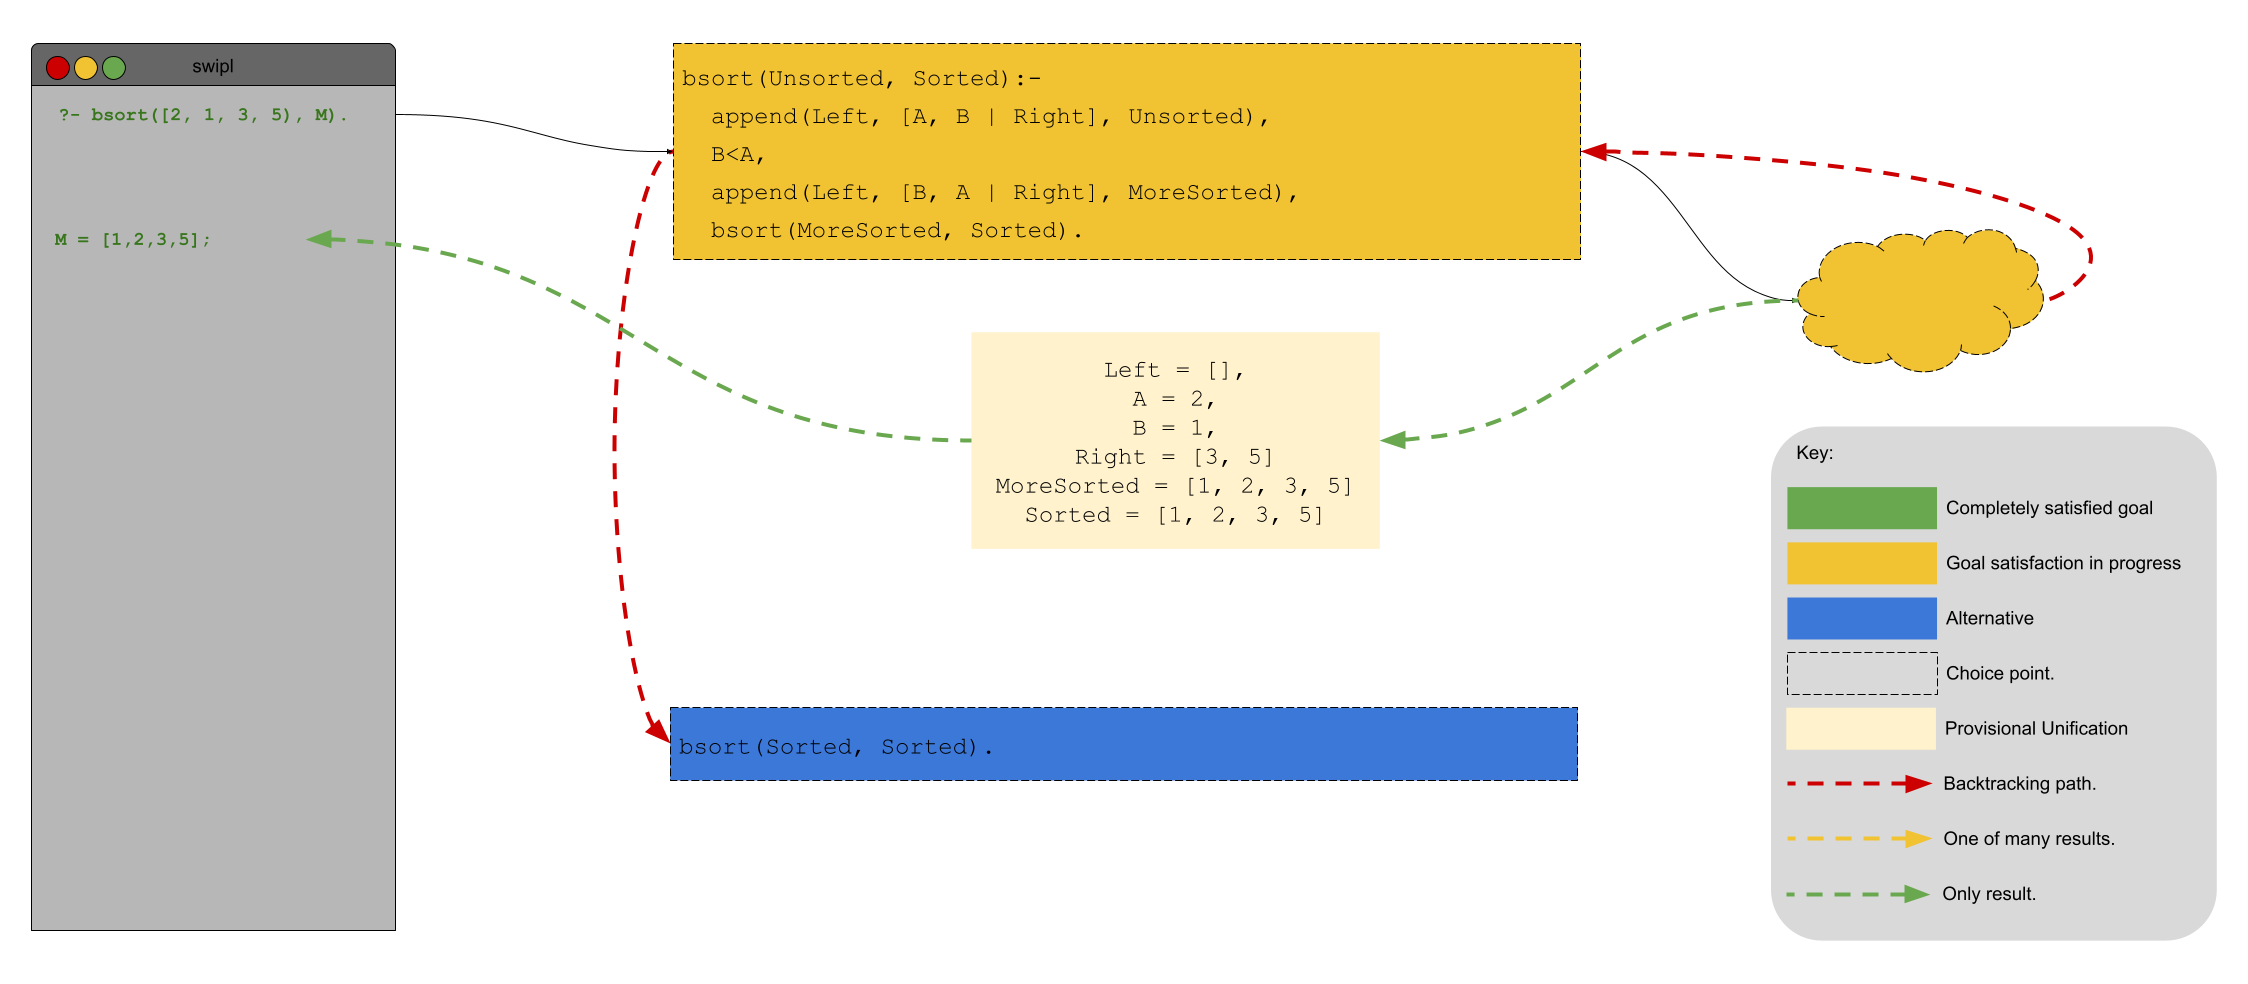 swipl
?- bsort([2, 1, 3, 5), M).
M = [1,2,3,5];
bsort(Unsorted, Sorted):-
append(Left, [A, B | Right], Unsorted),
B<A,
append(Left, [B, A | Right], MoreSorted),
bsort(MoreSorted, Sorted).
Left = [],
A = 2,
B = 1,
Right = [3, 5]
MoreSorted = [1, 2, 3, 5]
Sorted = [1, 2, 3, 5]
bsort(Sorted, Sorted).
Key:
Completely satisfied goal
Goal satisfaction in progress
Alternative
Choice point.
Provisional Unification
Backtracking path.
One of many results.
Only result.